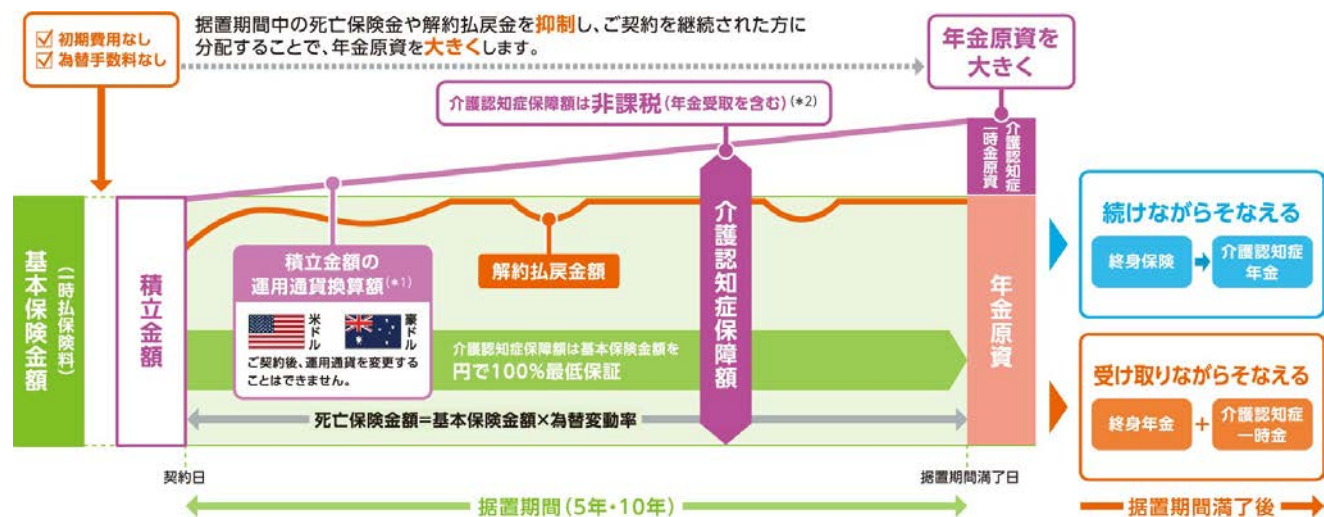 初期費用なし
為替手数料なし
据置期間中の死亡保険金や解約払戻金を抑制し、ご契約を継続された方に
分配することで、年金原資を大きくします。
年金原資を
大きく
介護認知症保障額は非課税(年金受取を含む)(*2)
介護認知症
一時金原資
基本保険金額
(一時払保険料)
積立金額
積立金額の
運用通貨換算額(*1)
米ドル
豪ドル
ご契約後、運用通貨を変更する
ことはできません。
解約払戻金額
介護認知症保障額
介護認知症保障額は基本保険金額を
円で100%最低保証
死亡保険金額=基本保険金額×為替変動率
年金原資
続けながらそなえる
終身保険
介護認知症
年金
受け取りながらそなえる
終身年金
+
介護認知症
一時金
契約日
据置期間満了日
据置期間(5年・10年)
据置期間満了後